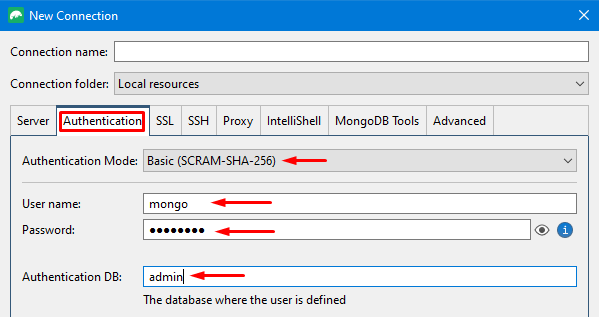 New Connection
Connection name:
Connection folder: Local resources
Server Authentication SSL SSH Proxy IntelliShell MongoDB Tools Advanced
Authentication Mode: Basic (SCRAM-SHA-256)
User name: mongo
Password: ●●●●●●●●
Authentication DB: admin
The database where the user is defined